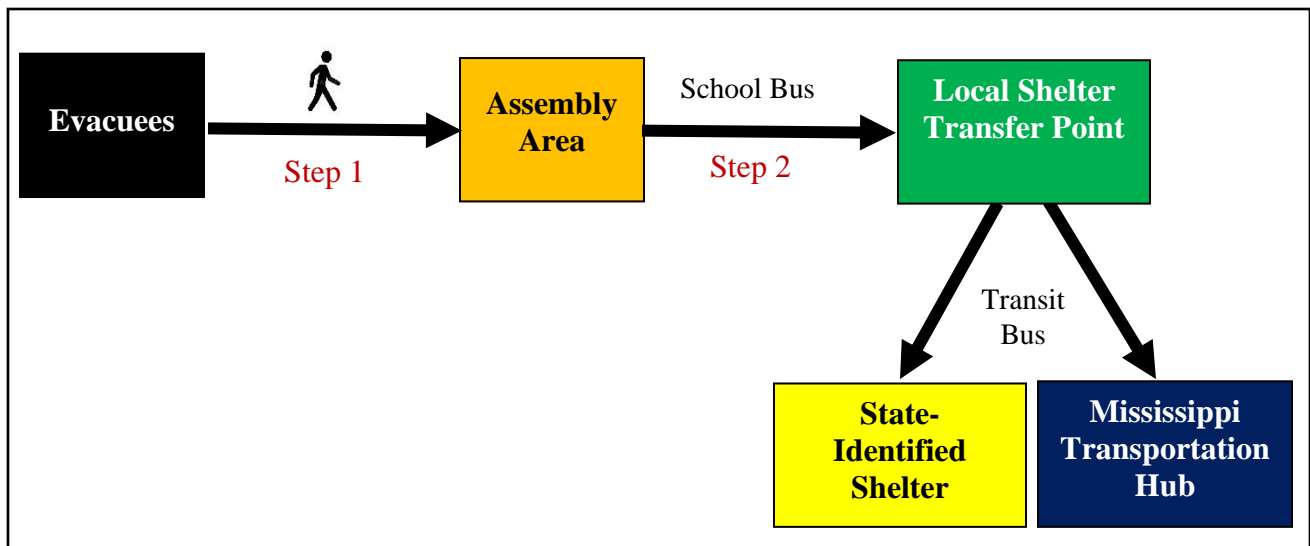 Evacuees
Step 1
Assembly
Area
School Bus
Step 2
Local Shelter
Transfer Point
Transit
Bus
State-
Identified
Shelter
Mississippi
Transportation
Hub